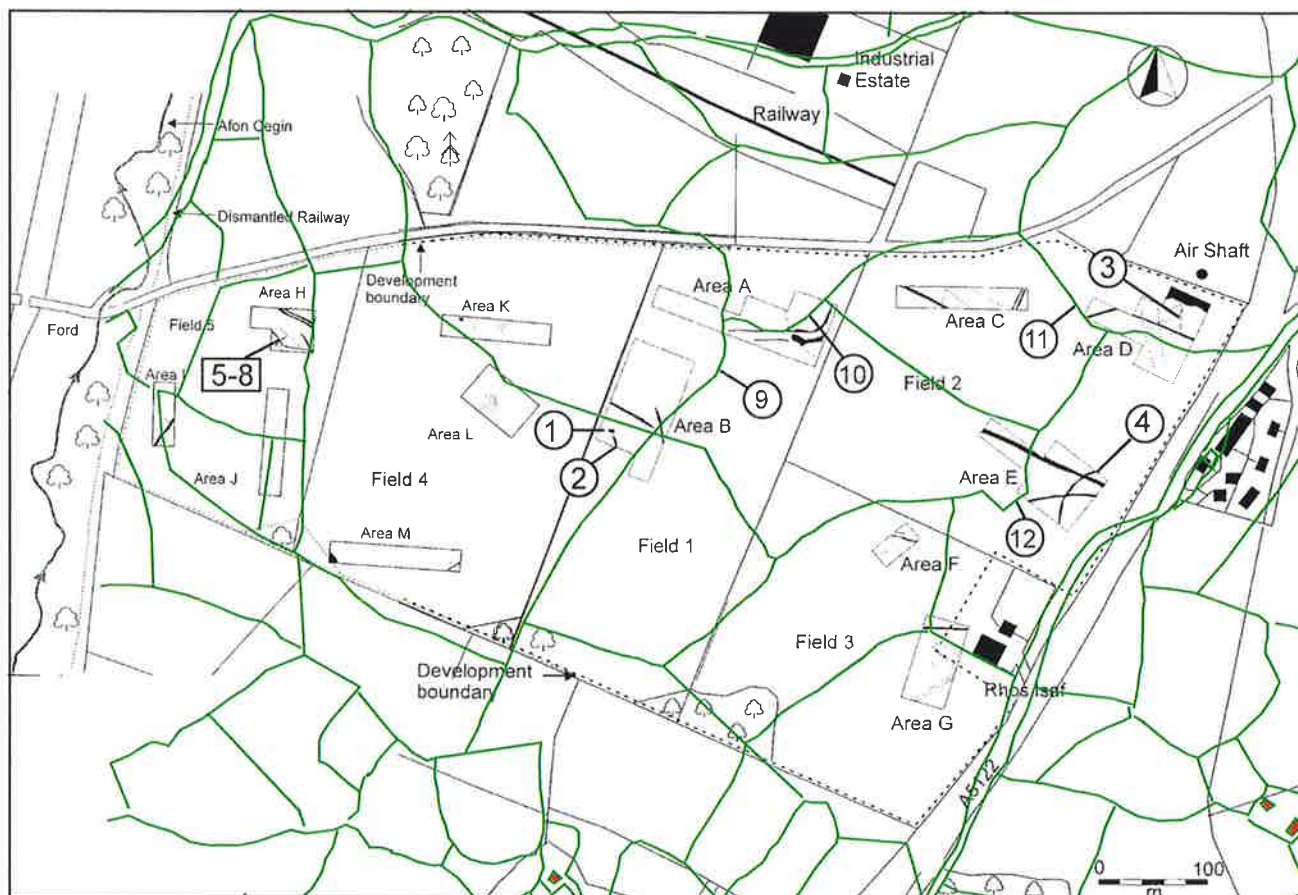 Industrial
Estate
Railway
Afon Cegin
Dismantled Railway
Air Shaft
Development
boundary
3
Area H
Area K
Area A
Area C
11
Area D
Ford
Field 5
5-8
10
Field 2
Area I
9
Area L
1
Area B
4
2
Area J
Field 4
Area E
12
Area M
Field 1
Area F
Field 3
Development
boundary
Rhos Isaf
Area G
A5122
0 100
m